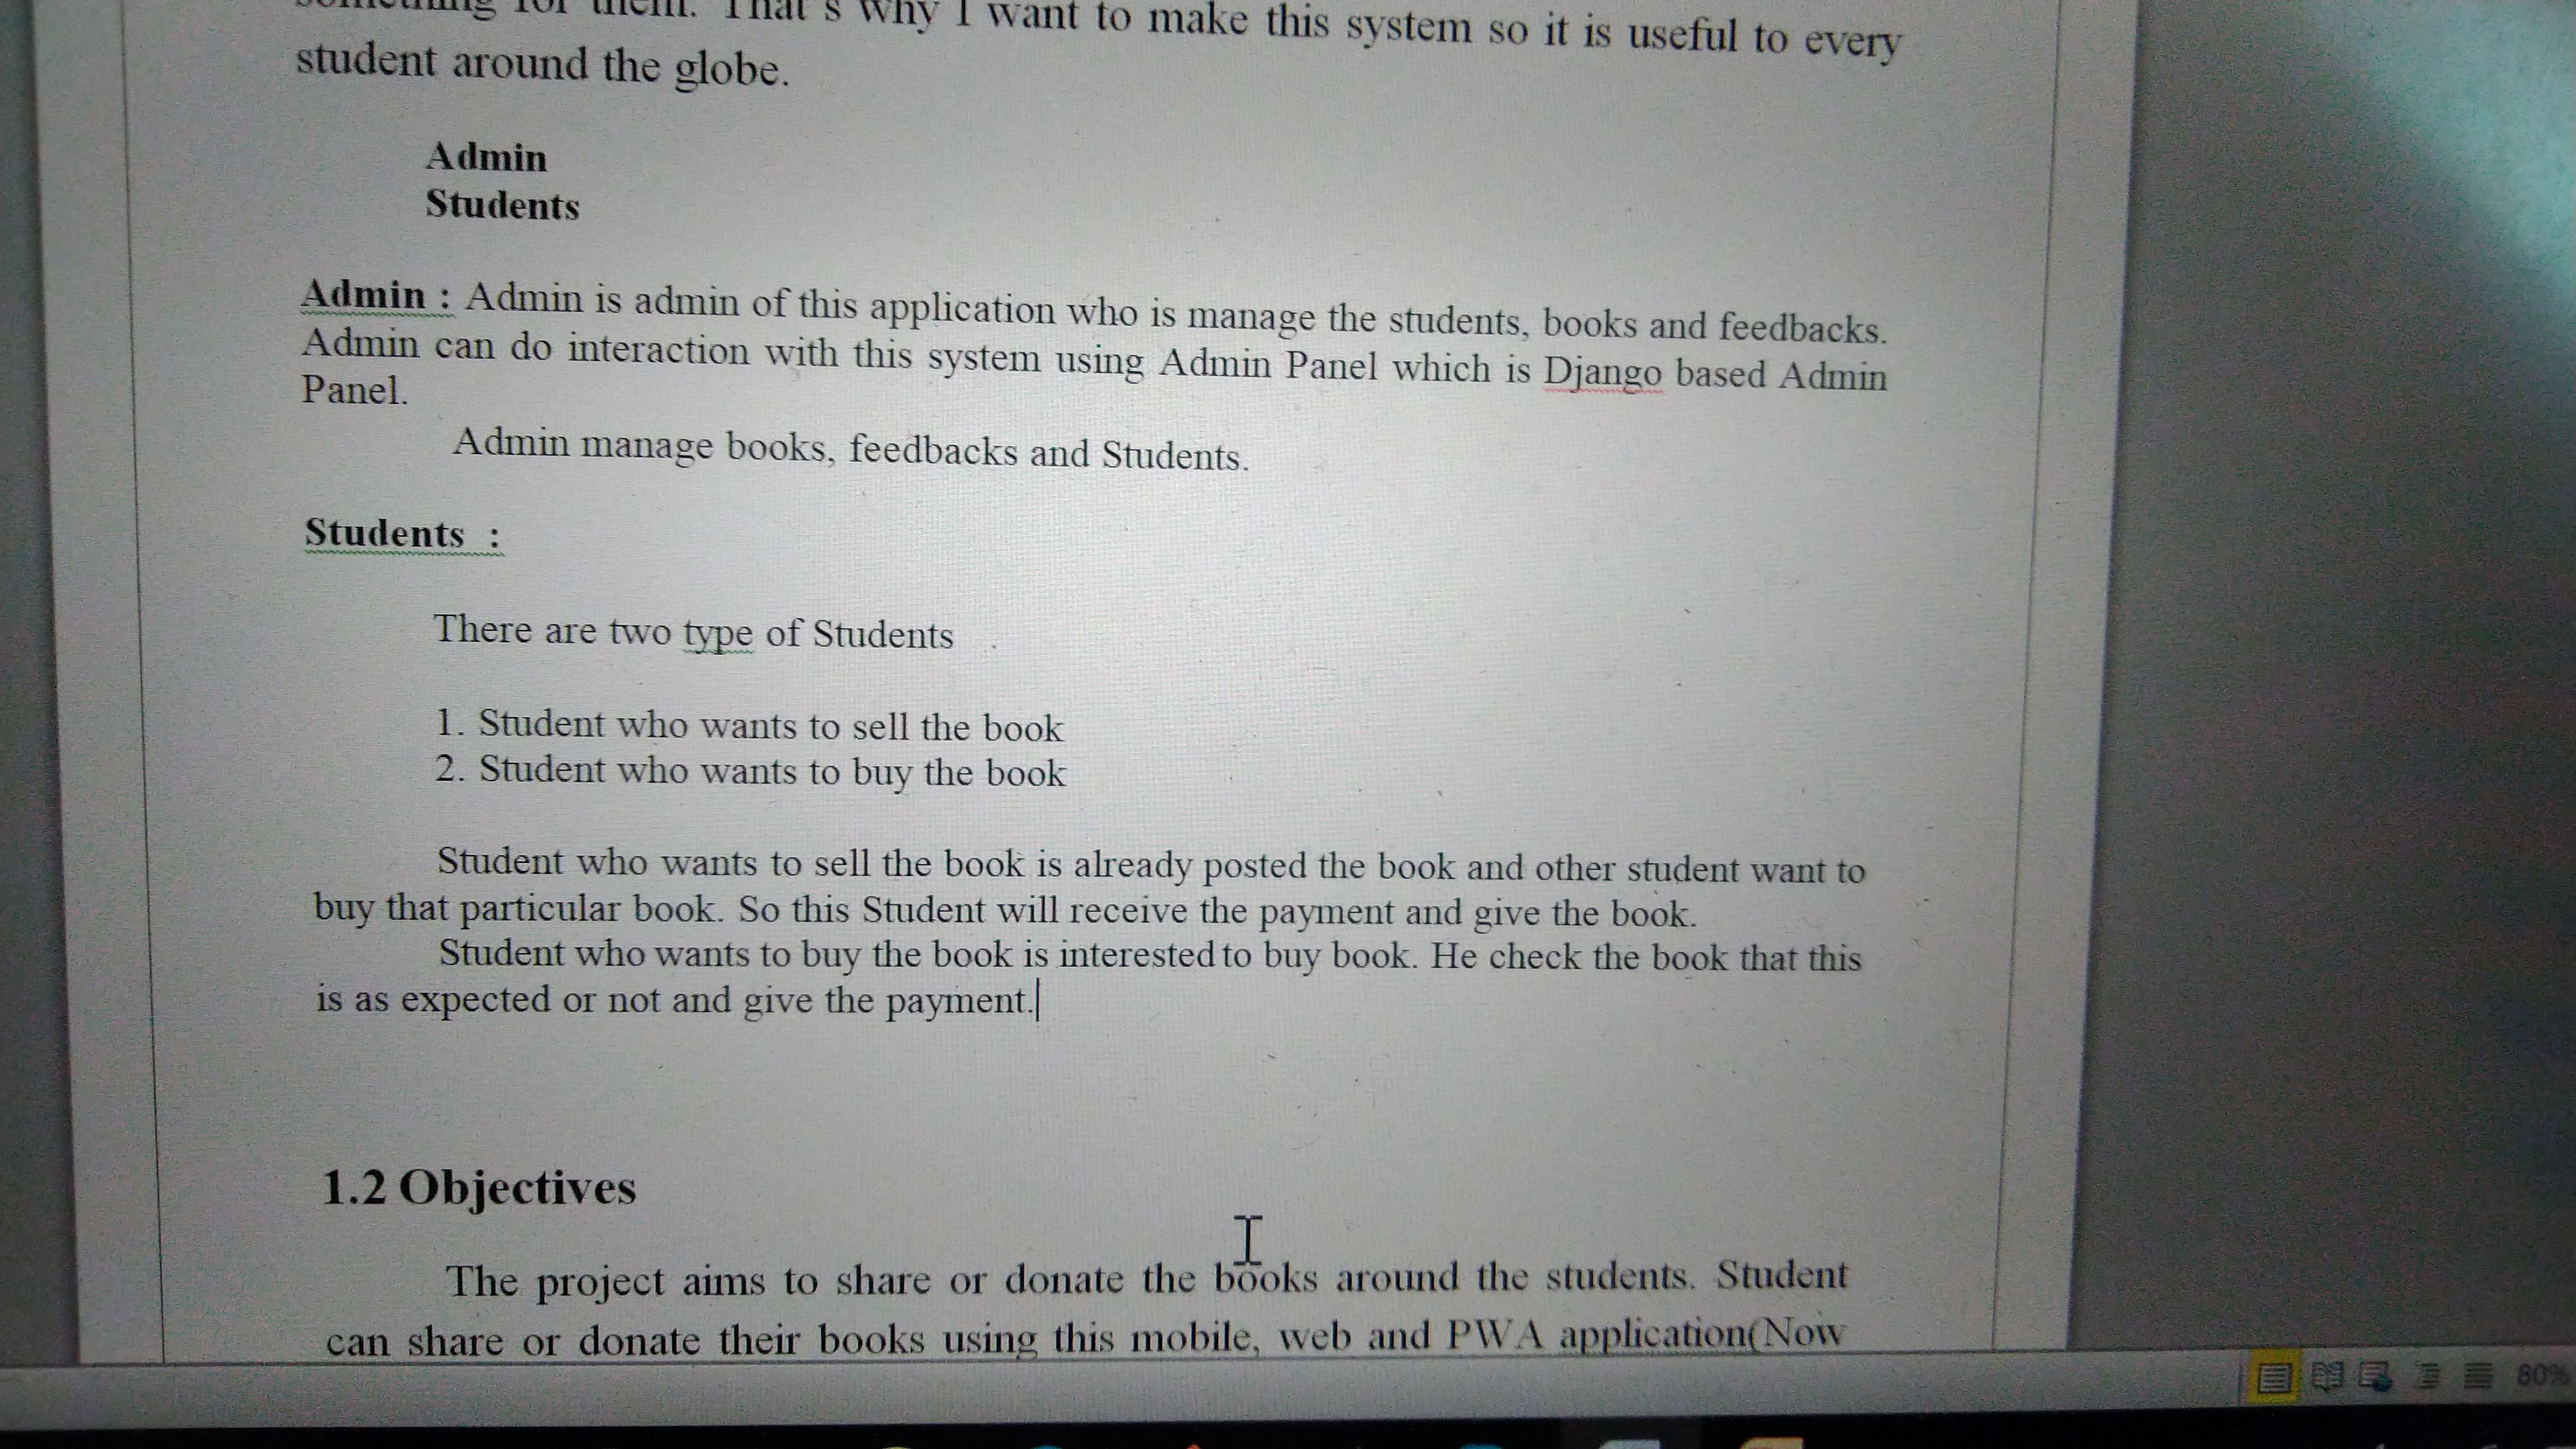 something for them. That's why I want to make this system so it is useful to every
student around the globe.
Admin
Students
Admin : Admin is admin of this application who is manage the students, books and feedbacks.
Admin can do interaction with this system using Admin Panel which is Django based Admin
Panel.
Admin manage books, feedbacks and Students.
Students :
There are two type of Students
1. Student who wants to sell the book
2. Student who wants to buy the book
Student who wants to sell the book is already posted the book and other student want to
buy that particular book. So this Student will receive the payment and give the book.
Student who wants to buy the book is interested to buy book. He check the book that this
is as expected or not and give the payment.
1.2 Objectives
The project aims to share or donate the books around the students. Student
can share or donate their books using this mobile, web and PWA application(Now
80%